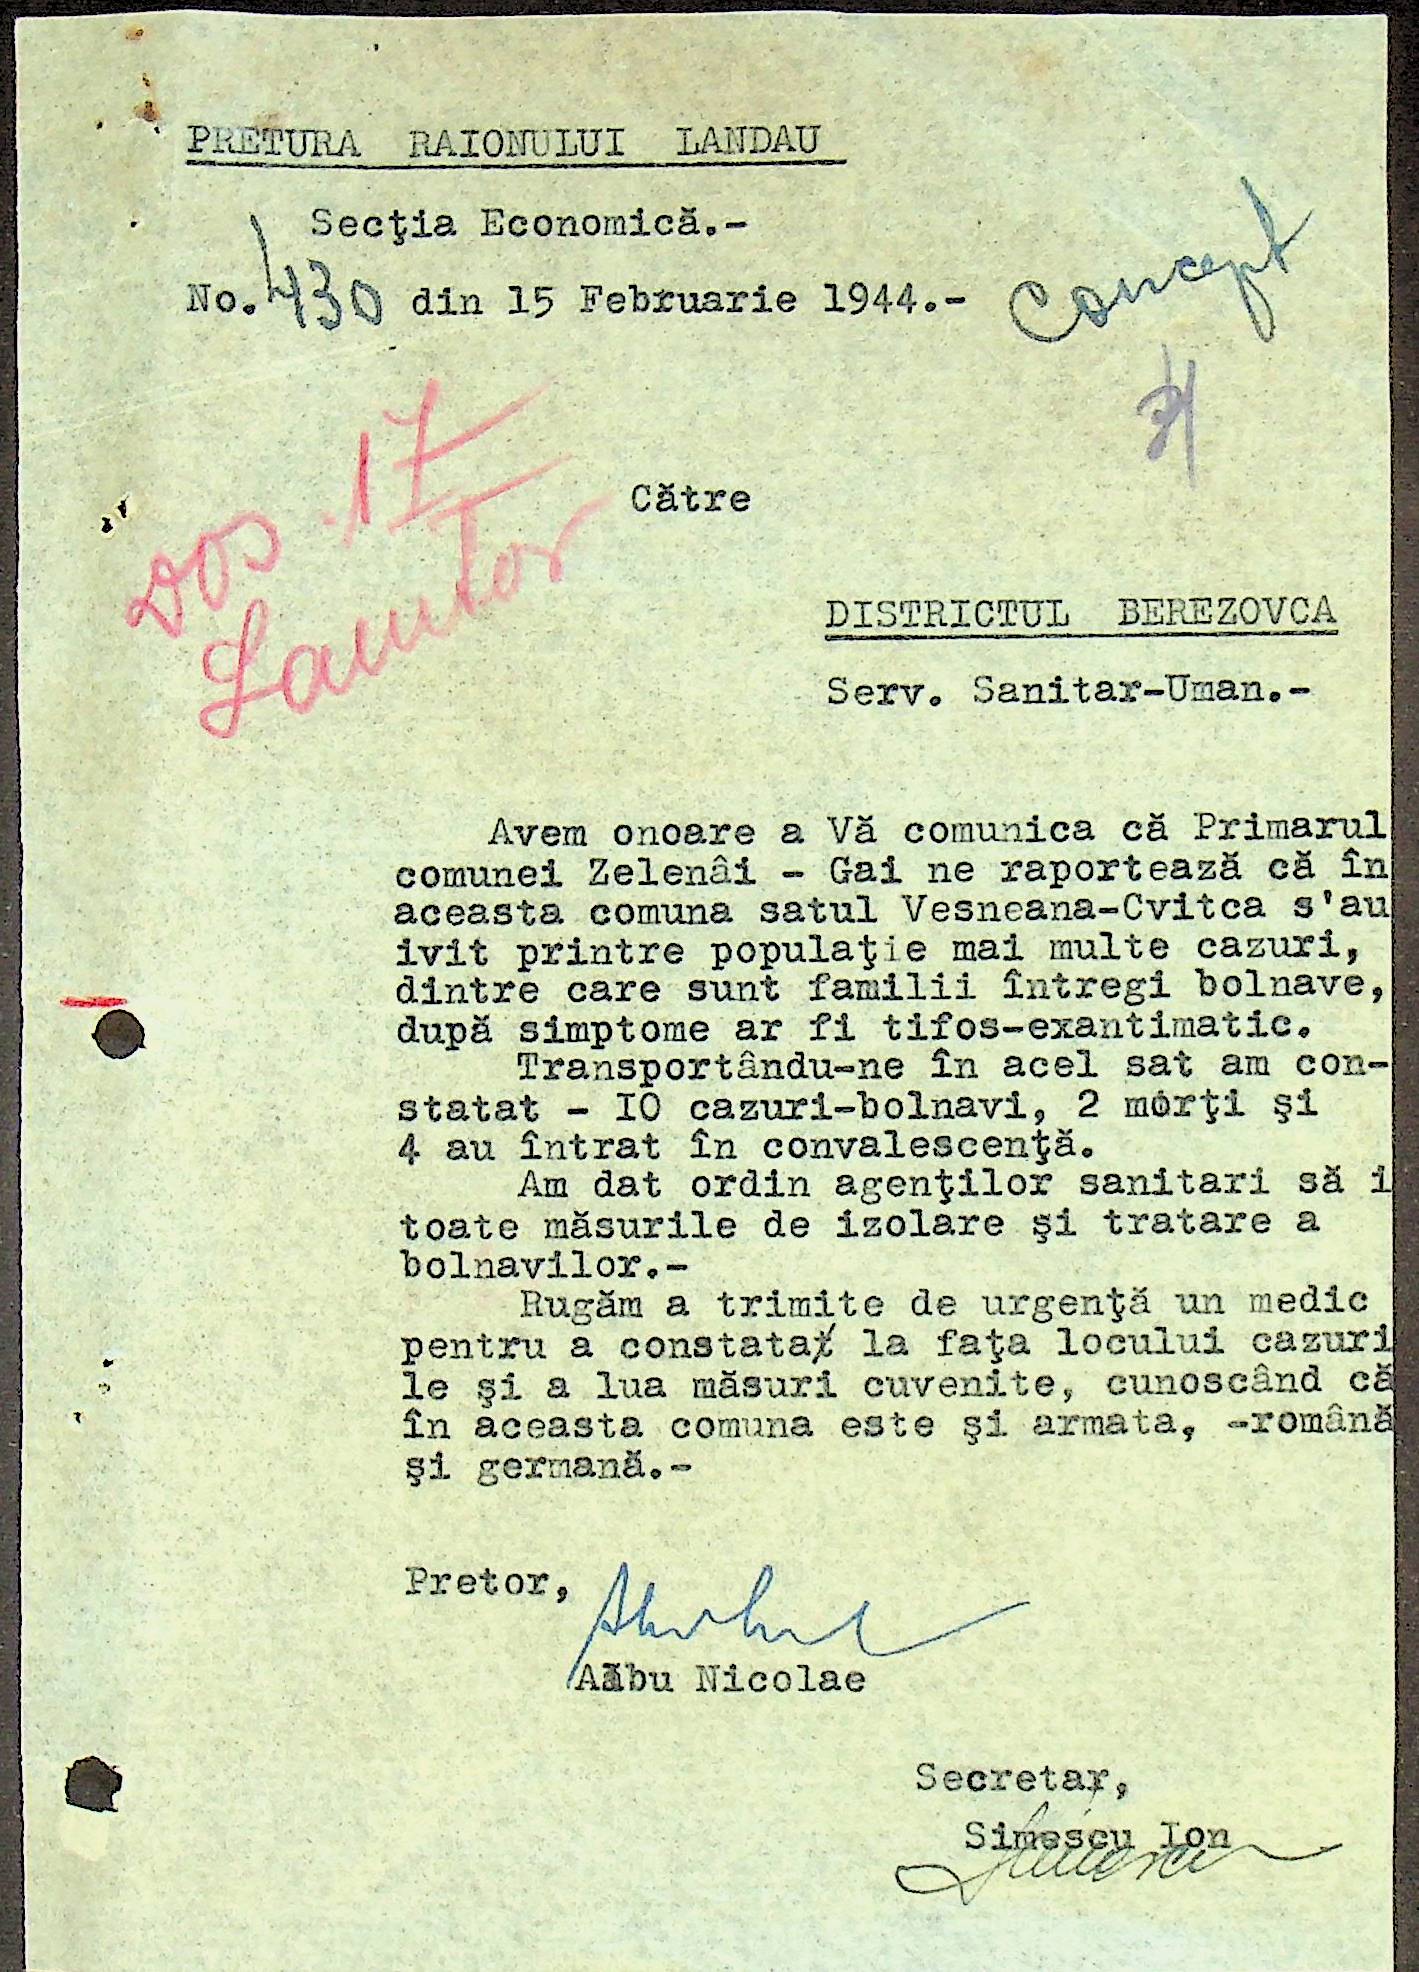 PRETURA RAIONULUI LANDAU
Secţia Economică.-
No. 430 din 15 Februarie 1944.-
Concept
Dos. 17
Către
DISTRICTUL BEREZOVCA
Serv. Sanitar-Uman.-
Avem onoare a Vă comunica că Primarul
comunei Zelenâi - Gai ne raportează că în
aceasta comuna satul Vesneana-Cvitca s'au
ivit printre populaţie mai multe cazuri,
dintre care sunt familii întregi bolnave,
după simptome ar fi tifos-exantimatic.
Transportându-ne în acel sat am con-
statat - IO cazuri-bolnavi, 2 morţi şi
4 au întrat în convalescenţă.
Am dat ordin agenţilor sanitari să i
toate măsurile de izolare şi tratare a
bolnavilor.-
Rugăm a trimite de urgenţă un medic
pentru a constata la faţa locului cazuri
le şi a lua măsuri cuvenite, cunoscând că
în aceasta comuna este şi armata, -română
şi germană.-
Pretor,
Nicolae
Secretar,
Simescu Ion